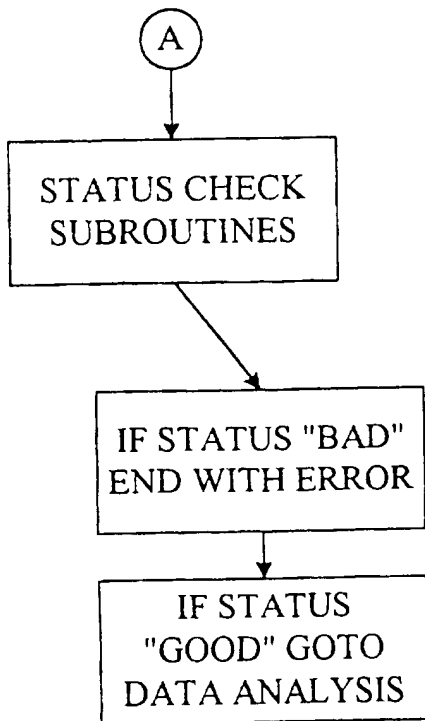 A
STATUS CHECK
SUBROUTINES
IF STATUS "BAD"
END WITH ERROR
IF STATUS
"GOOD" GOTO
DATA ANALYSIS